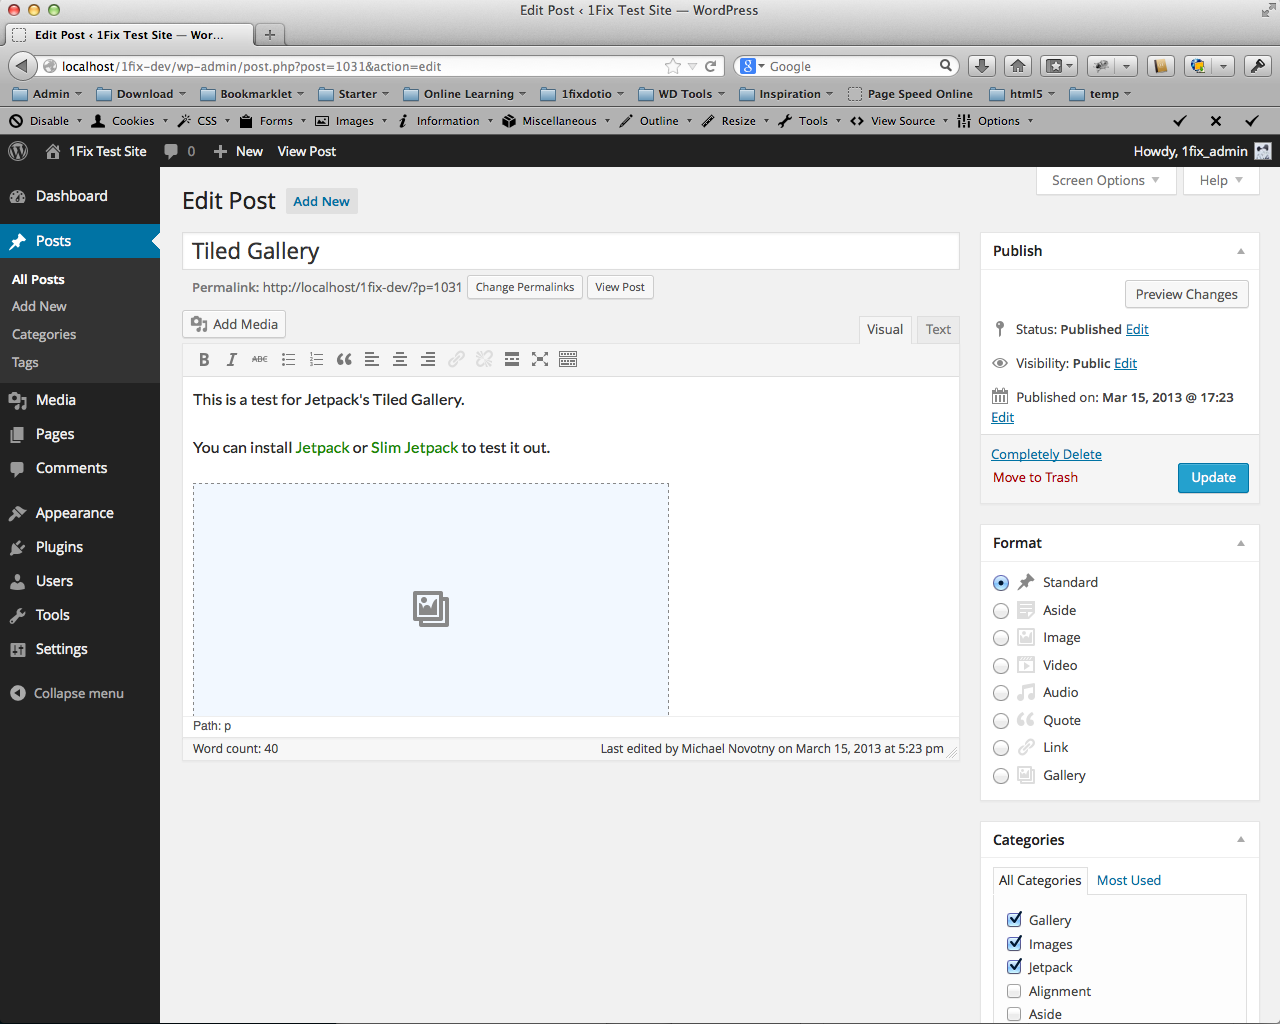 Edit Post ‹ 1Fix Test Site — WordPress
Edit Post ‹ 1Fix Test Site — Wor...
localhost/1fix-dev/wp-admin/post.php?post=1031&action=edit
Google
Admin Download Bookmarklet Starter Online Learning 1fixdotio WD Tools Inspiration Page Speed Online html5 temp
Disable Cookies CSS Forms Images Information Miscellaneous Outline Resize Tools View Source Options
1Fix Test Site 0 New View Post Howdy, 1fix_admin
Screen Options Help
Dashboard
Posts
All Posts
Add New
Categories
Tags
Media
Pages
Comments
Appearance
Plugins
Users
Tools
Settings
Collapse menu
Edit Post Add New
Tiled Gallery
Permalink: http://localhost/1fix-dev/?p=1031 Change Permalinks View Post
Add Media
Visual Text
B I ABC
This is a test for Jetpack's Tiled Gallery.
You can install Jetpack or Slim Jetpack to test it out.
Path: p
Word count: 40 Last edited by Michael Novotny on March 15, 2013 at 5:23 pm
Publish
Preview Changes
Status: Published Edit
Visibility: Public Edit
Published on: Mar 15, 2013 @ 17:23
Edit
Completely Delete
Move to Trash Update
Format
Standard
Aside
Image
Video
Audio
Quote
Link
Gallery
Categories
All Categories Most Used
Gallery
Images
Jetpack
Alignment
Aside